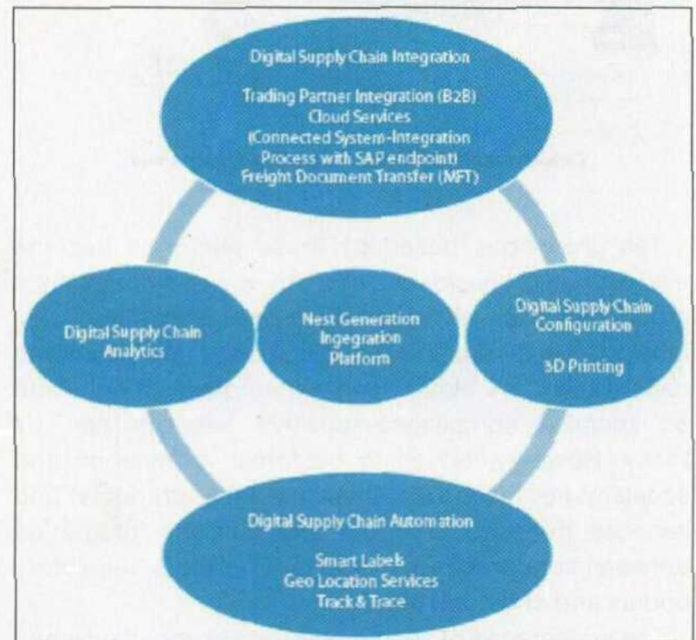 Digital Supply Chain Integration
Trading Partner Integration (B2B)
Cloud Services
(Connected System-Integration
Process with SAP endpoint)
Freight Document Transfer (MFT)
Digital Supply Chain
Analytics
Nest Generation
Ingegration
Platform
Digital Supply Chain
Configuration
3D Printing
Digital Supply Chain Automation
Smart Labels
Geo Location Services
Track & Trace